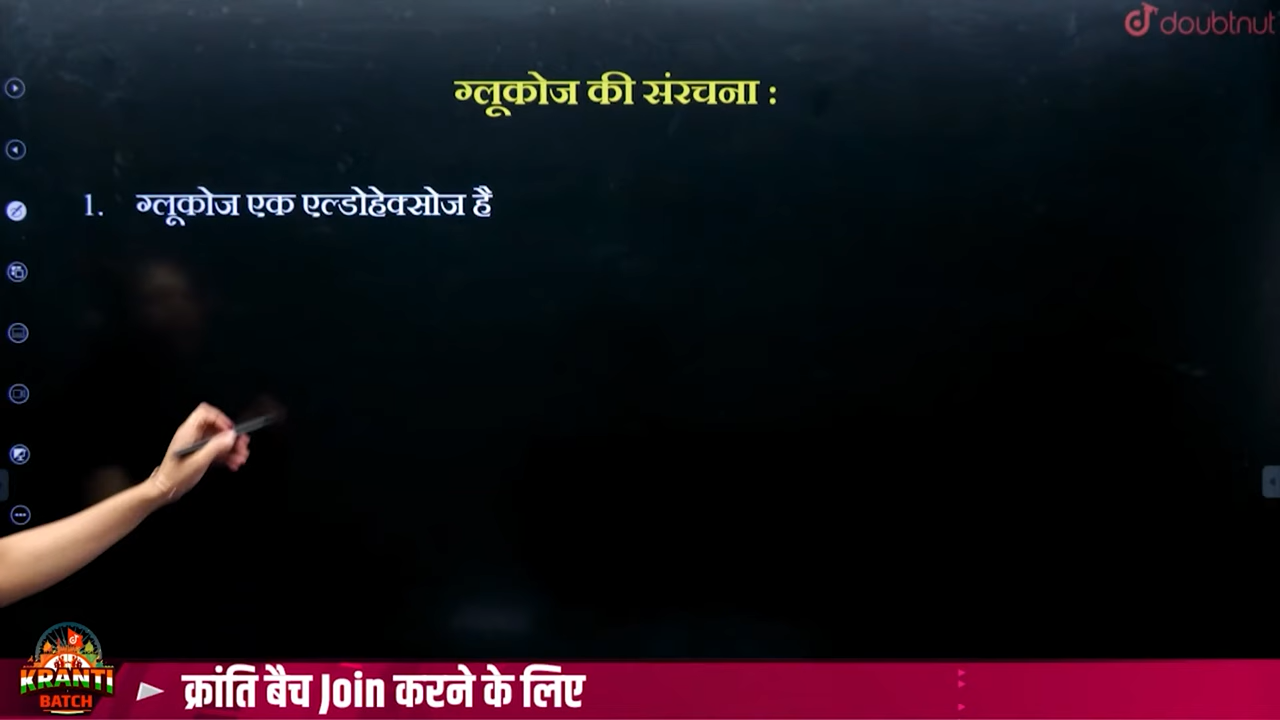 doubtnut
ग्लूकोज की संरचना :
1. ग्लूकोज एक एल्डोहेक्सोज है
KRANTI
BATCH
क्रांति बैच Join करने के लिए